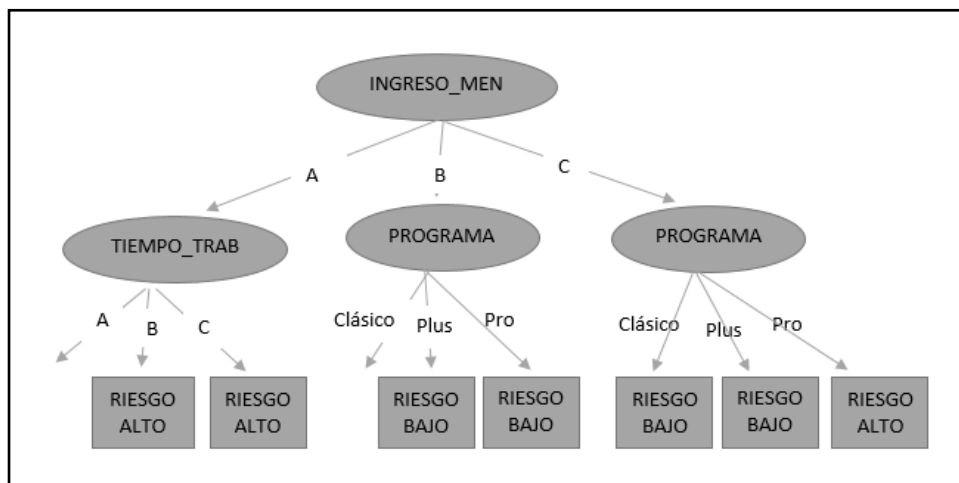 INGRESO_MEN
A
B
C
TIEMPO_TRAB
PROGRAMA
PROGRAMA
A
B
C
Clásico
Plus
Pro
Clásico
Plus
Pro
RIESGO
ALTO
RIESGO
ALTO
RIESGO
BAJO
RIESGO
BAJO
RIESGO
BAJO
RIESGO
BAJO
RIESGO
ALTO